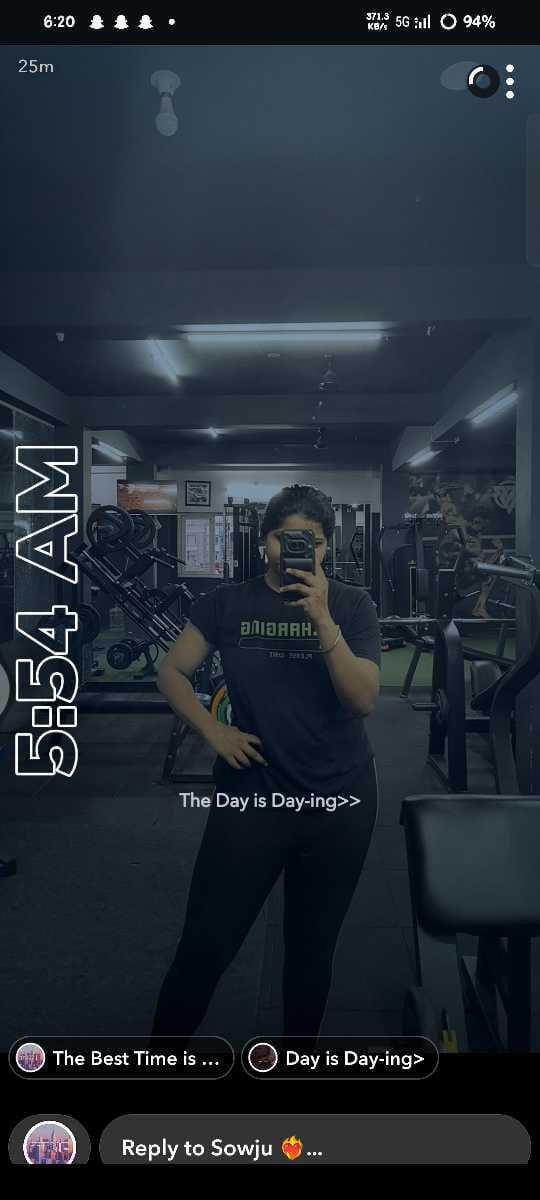 6:20
371.3 KB/s 5G 94%
25m
5:54 AM
The Day is Day-ing>>
The Best Time is ...
Day is Day-ing>
Reply to Sowju ❤️‍🔥...